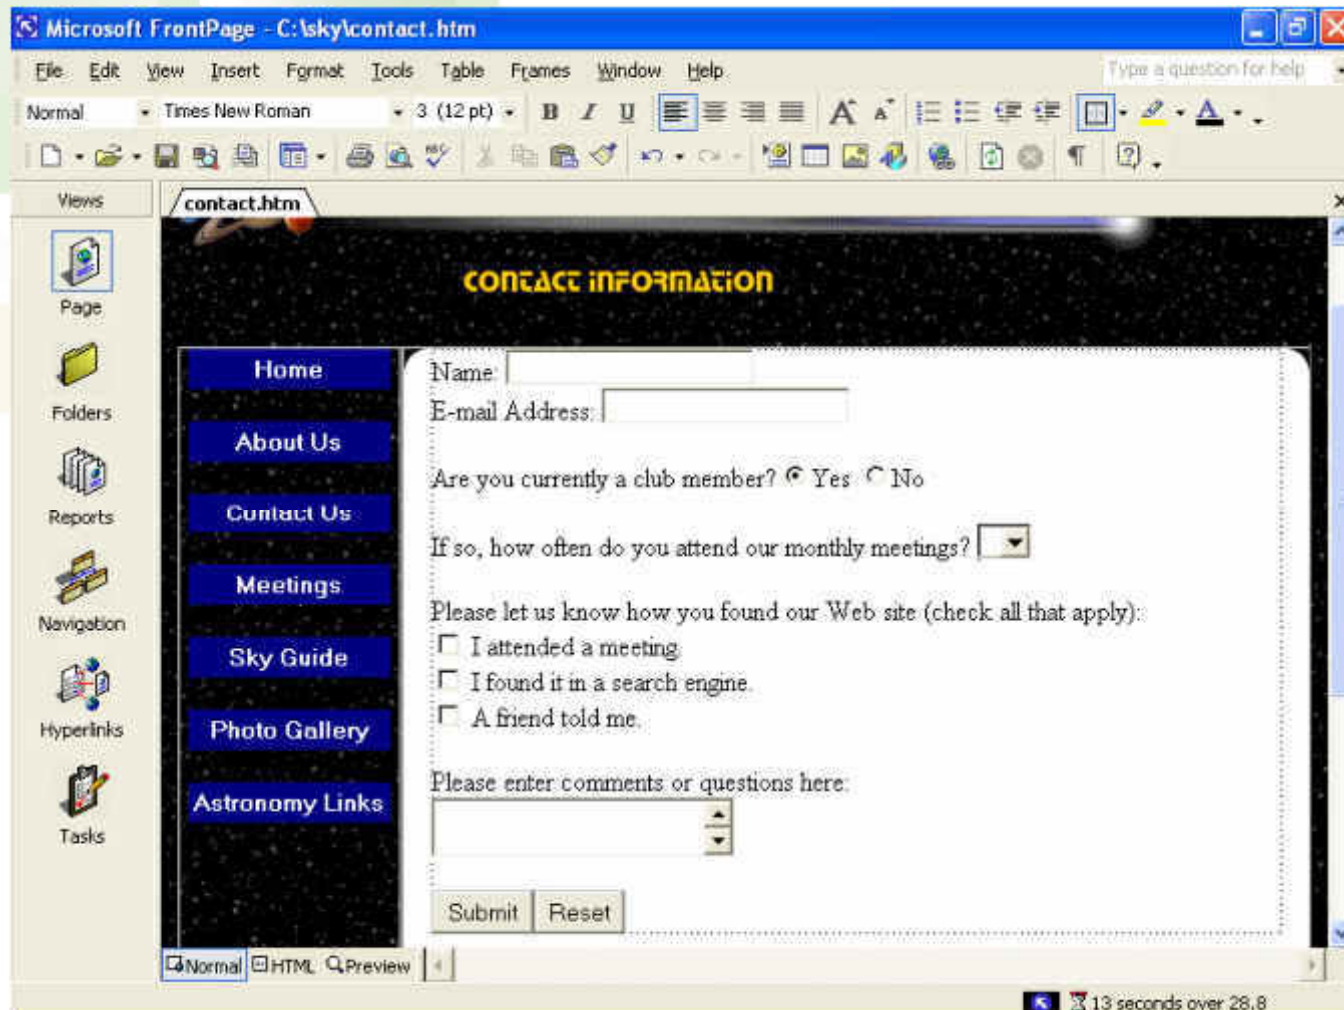 Microsoft FrontPage - C:\sky\contact.htm
File Edit View Insert Format Tools Table Frames Window Help
Type a question for help
Normal Times New Roman 3 (12 pt) B I U A A A
Views
contact.htm
Page
Folders
Reports
Navigation
Hyperlinks
Tasks
CONTACT INFORMATION
Home
About Us
Contact Us
Meetings
Sky Guide
Photo Gallery
Astronomy Links
Name:
E-mail Address:
Are you currently a club member? Yes No
If so, how often do you attend our monthly meetings?
Please let us know how you found our Web site (check all that apply):
I attended a meeting.
I found it in a search engine.
A friend told me.
Please enter comments or questions here:
Submit Reset
Normal HTML Preview
13 seconds over 28.8